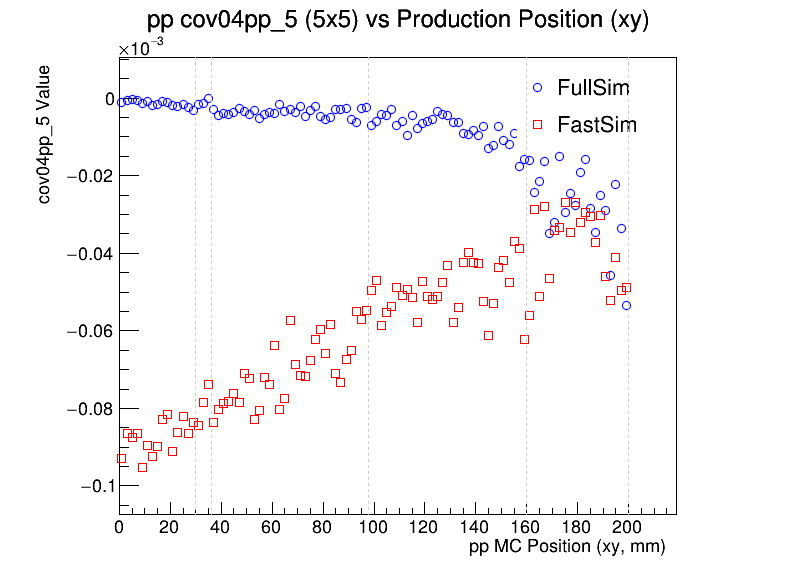 pp cov04pp_5 (5x5) vs Production Position (xy)
×10⁻³
cov04pp_5 Value
FullSim
FastSim
0
−0.02
−0.04
−0.06
−0.08
−0.1
0 20 40 60 80 100 120 140 160 180 200
pp MC Position (xy, mm)